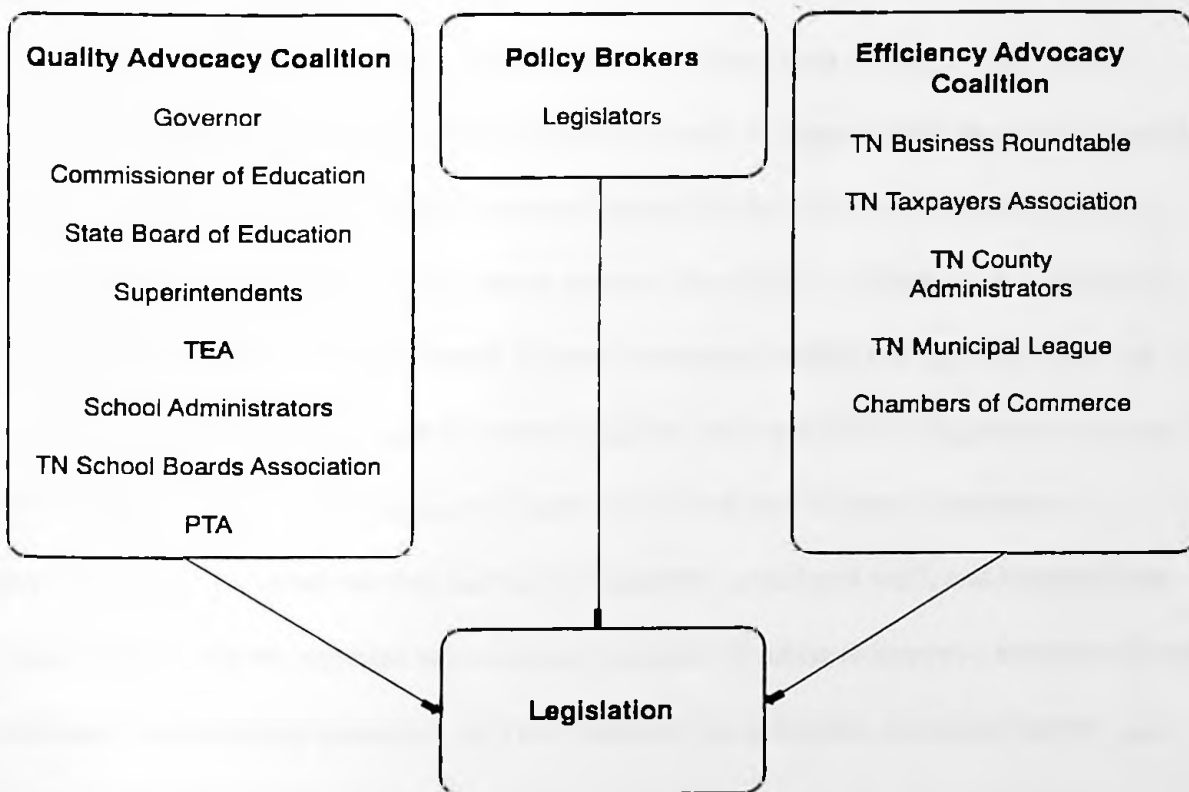 Quality Advocacy Coalition
Governor
Commissioner of Education
State Board of Education
Superintendents
TEA
School Administrators
TN School Boards Association
PTA
Policy Brokers
Legislators
Efficiency Advocacy
Coalition
TN Business Roundtable
TN Taxpayers Association
TN County
Administrators
TN Municipal League
Chambers of Commerce
Legislation